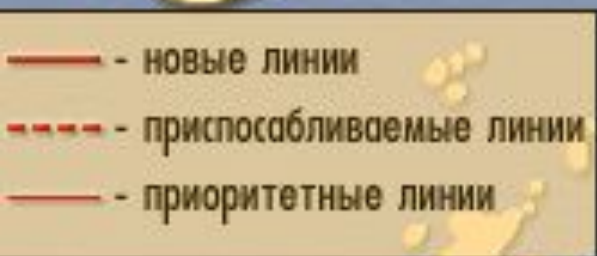 - новые линии
- приспосабливаемые линии
- приоритетные линии